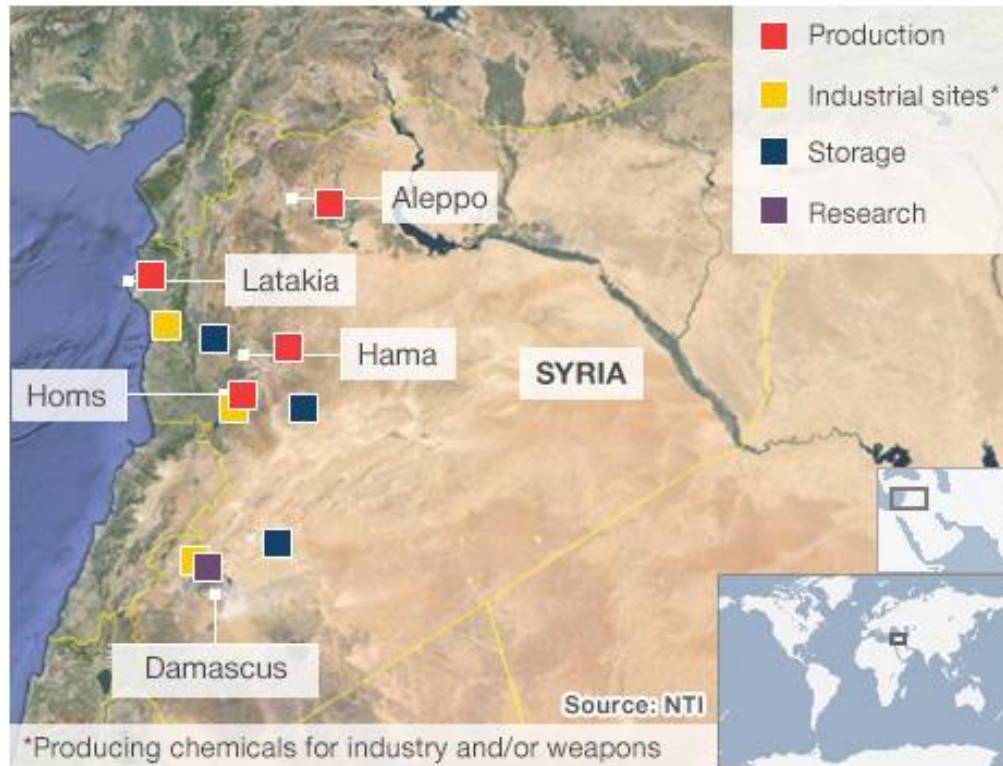 Production
Industrial sites*
Storage
Research
Aleppo
Latakia
Hama
SYRIA
Homs
Damascus
Source: NTI
*Producing chemicals for industry and/or weapons